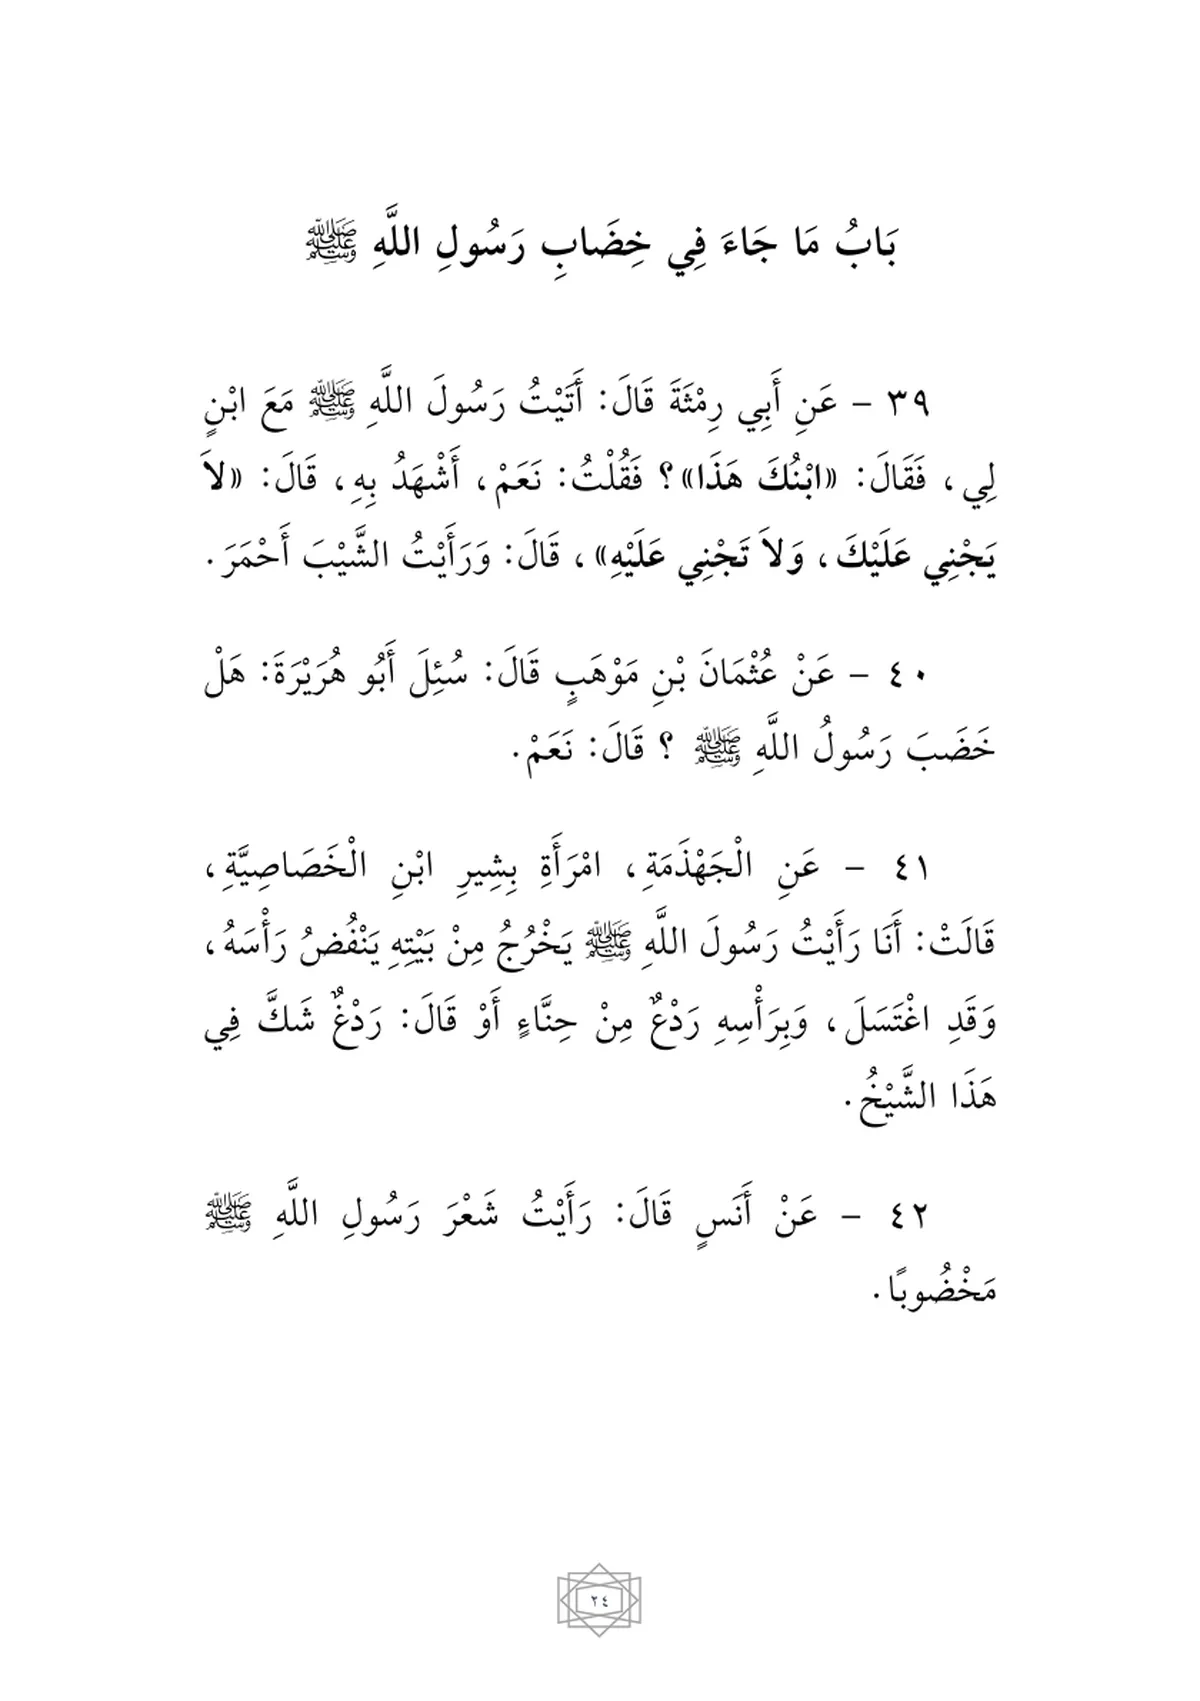 بَابُ مَا جَاءَ فِي خِضَابِ رَسُولِ اللَّهِ ﷺ
٣٩ – عَنِ أَبِي رِمْثَةَ قَالَ: أَتَيْتُ رَسُولَ اللَّهِ ﷺ مَعَ ابْنٍ
لِي، فَقَالَ: «ابْنُكَ هَذَا»؟ فَقُلْتُ: نَعَمْ، أَشْهَدُ بِهِ، قَالَ: «لاَ
يَجْنِي عَلَيْكَ، وَلاَ تَجْنِي عَلَيْهِ»، قَالَ: وَرَأَيْتُ الشَّيْبَ أَحْمَرَ.
٤٠ – عَنْ عُثْمَانَ بْنِ مَوْهَبٍ قَالَ: سُئِلَ أَبُو هُرَيْرَةَ: هَلْ
خَضَبَ رَسُولُ اللَّهِ ﷺ ؟ قَالَ: نَعَمْ.
٤١ – عَنِ الْجَهْذَمَةِ، امْرَأَةِ بِشِيرِ ابْنِ الْخَصَاصِيَّةِ،
قَالَتْ: أَنَا رَأَيْتُ رَسُولَ اللَّهِ ﷺ يَخْرُجُ مِنْ بَيْتِهِ يَنْفُضُ رَأْسَهُ،
وَقَدِ اغْتَسَلَ، وَبِرَأْسِهِ رَدْعٌ مِنْ حِنَّاءٍ أَوْ قَالَ: رَدْغٌ شَكَّ فِي
هَذَا الشَّيْخُ.
٤٢ – عَنْ أَنَسٍ قَالَ: رَأَيْتُ شَعْرَ رَسُولِ اللَّهِ ﷺ
مَخْضُوبًا.
٢٤